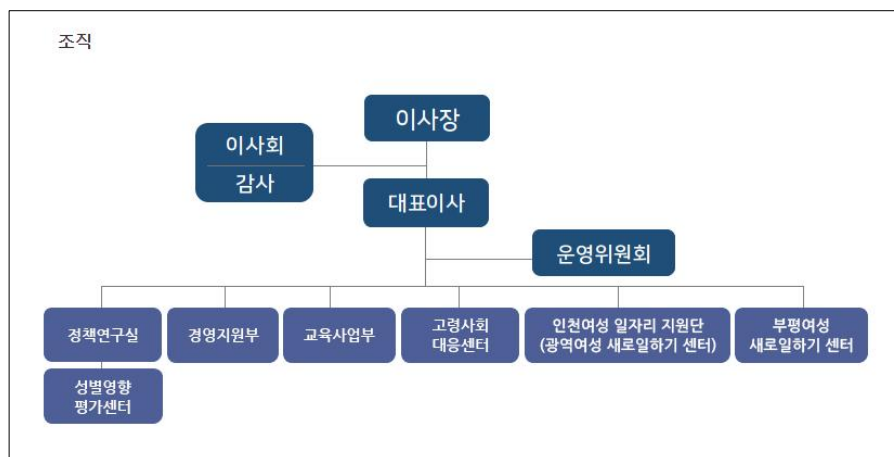 조직
이사장
이사회
감사
대표이사
운영위원회
정책연구실
경영지원부
교육사업부
고령사회
대응센터
인천여성 일자리 지원단
(광역여성 새로일하기 센터)
부평여성
새로일하기 센터
성별영향
평가센터